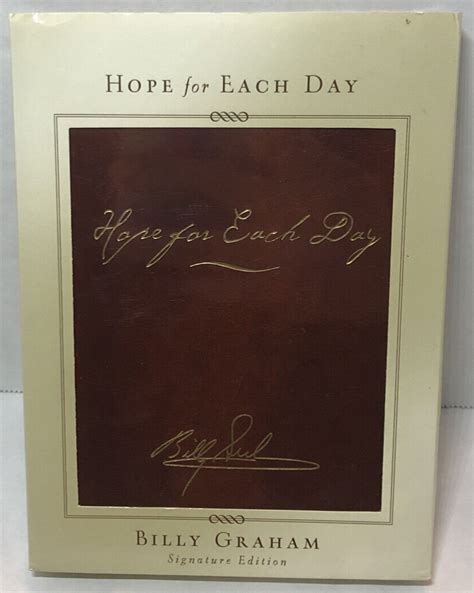 HOPE for EACH DAY
Hope for Each Day
BILLY GRAHAM
Signature Edition